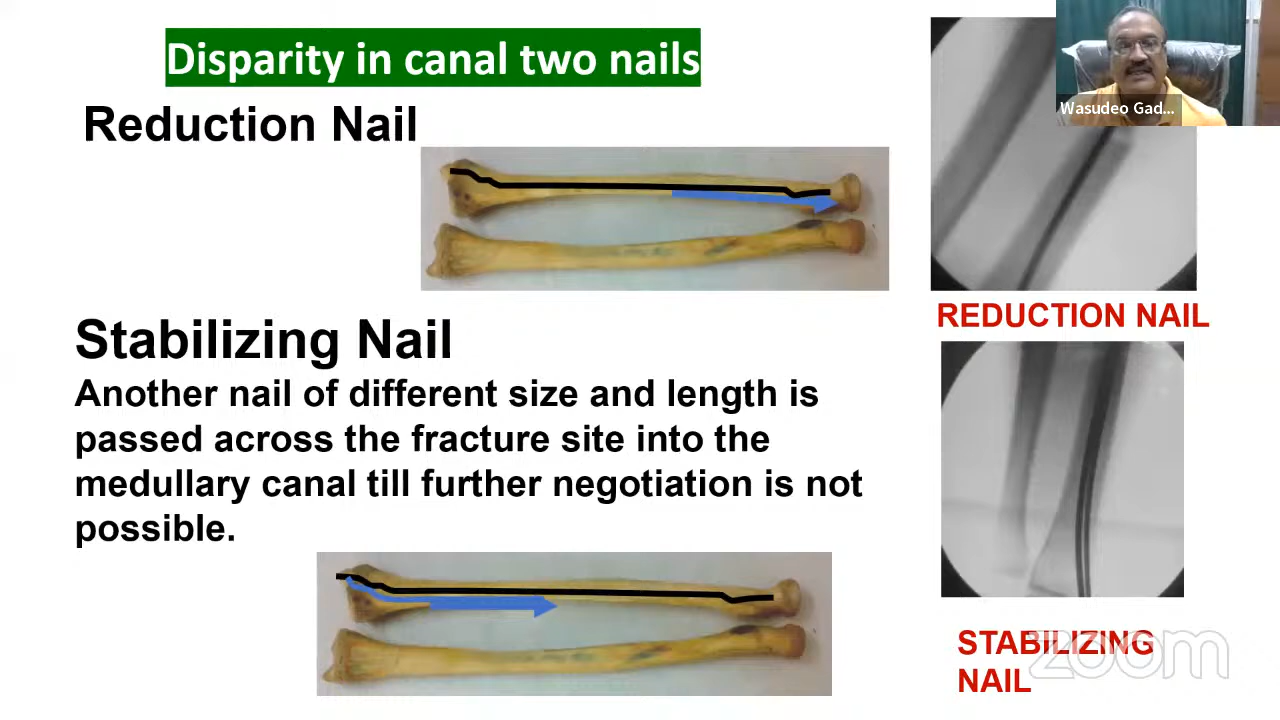 Disparity in canal two nails
Reduction Nail
Wasudeo Gad...
REDUCTION NAIL
Stabilizing Nail
Another nail of different size and length is
passed across the fracture site into the
medullary canal till further negotiation is not
possible.
STABILIZING
NAIL
zoom